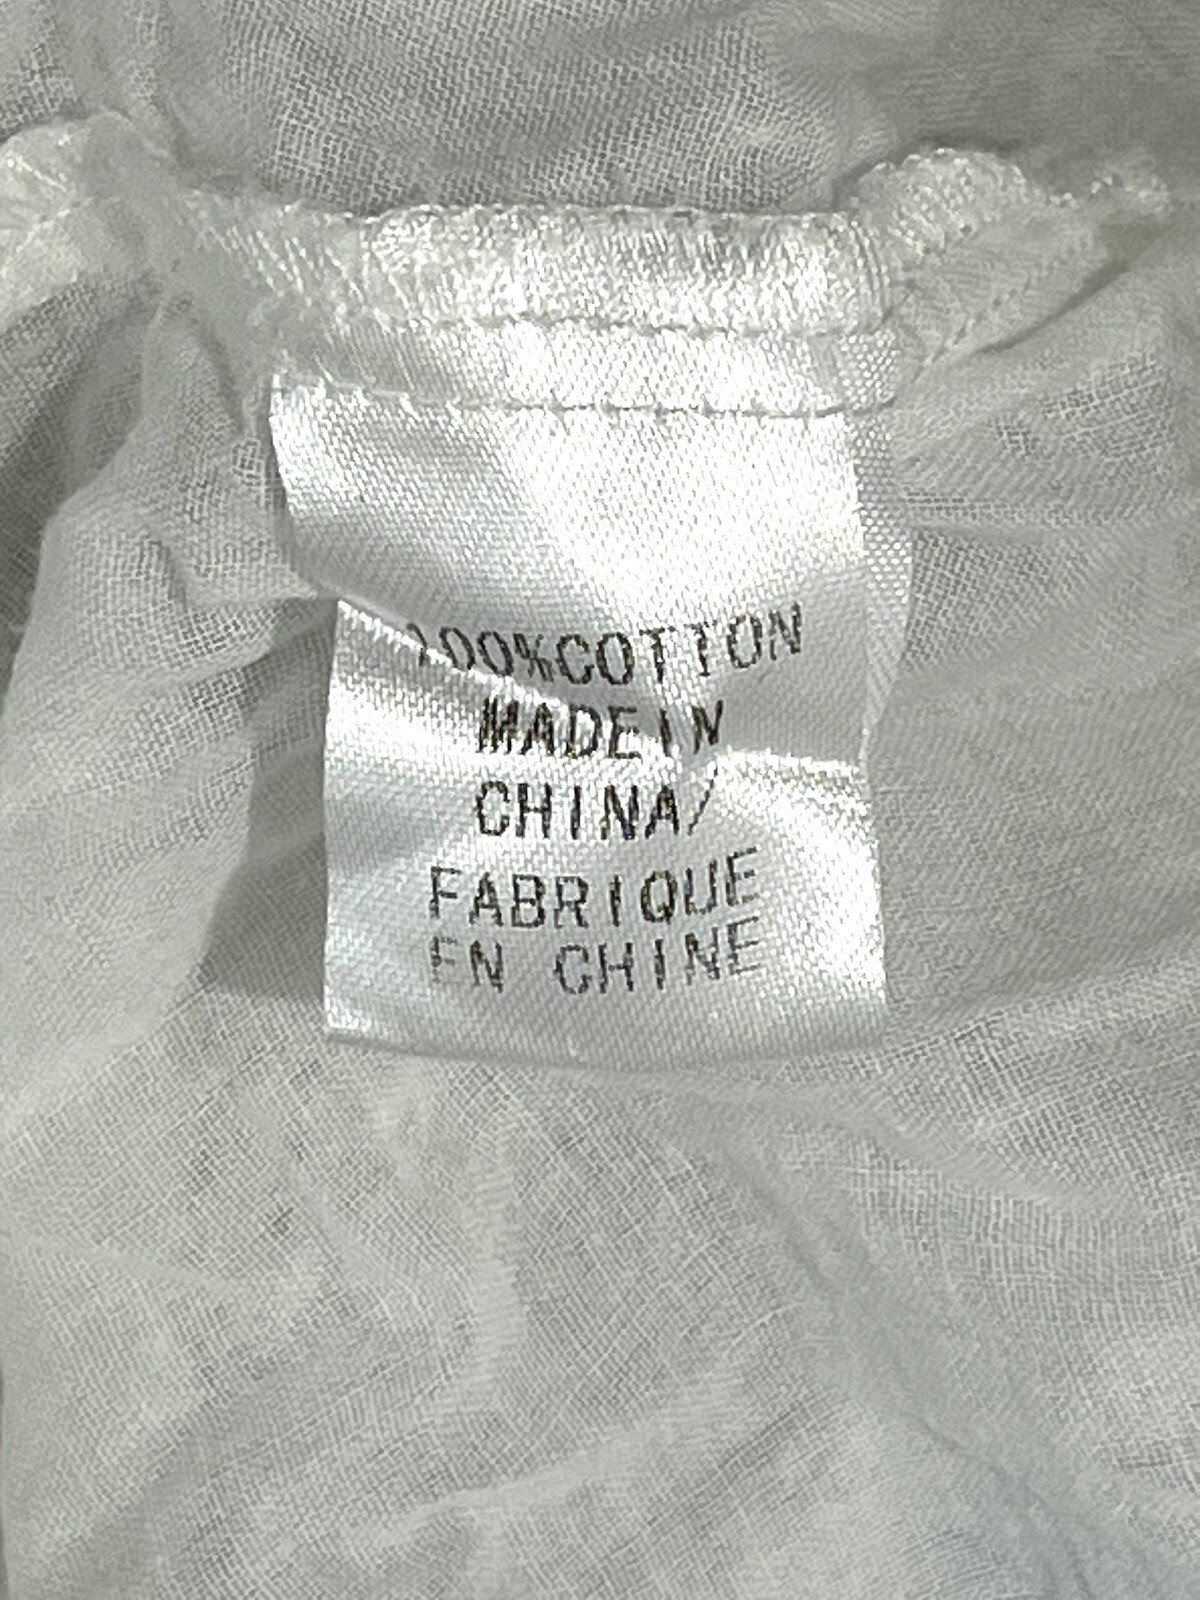 100%COTTON
MADE IN
CHINA/
FABRIQUE
EN CHINE